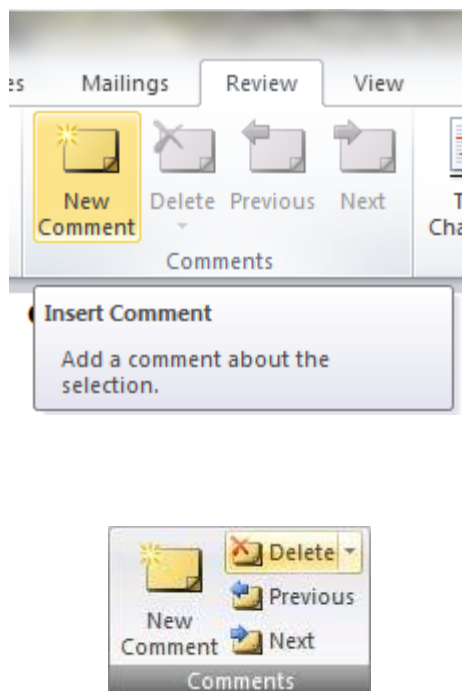 Mailings Review View
New Comment Delete Previous Next
Comments
Insert Comment
Add a comment about the
selection.
New Comment
Delete
Previous
Next
Comments